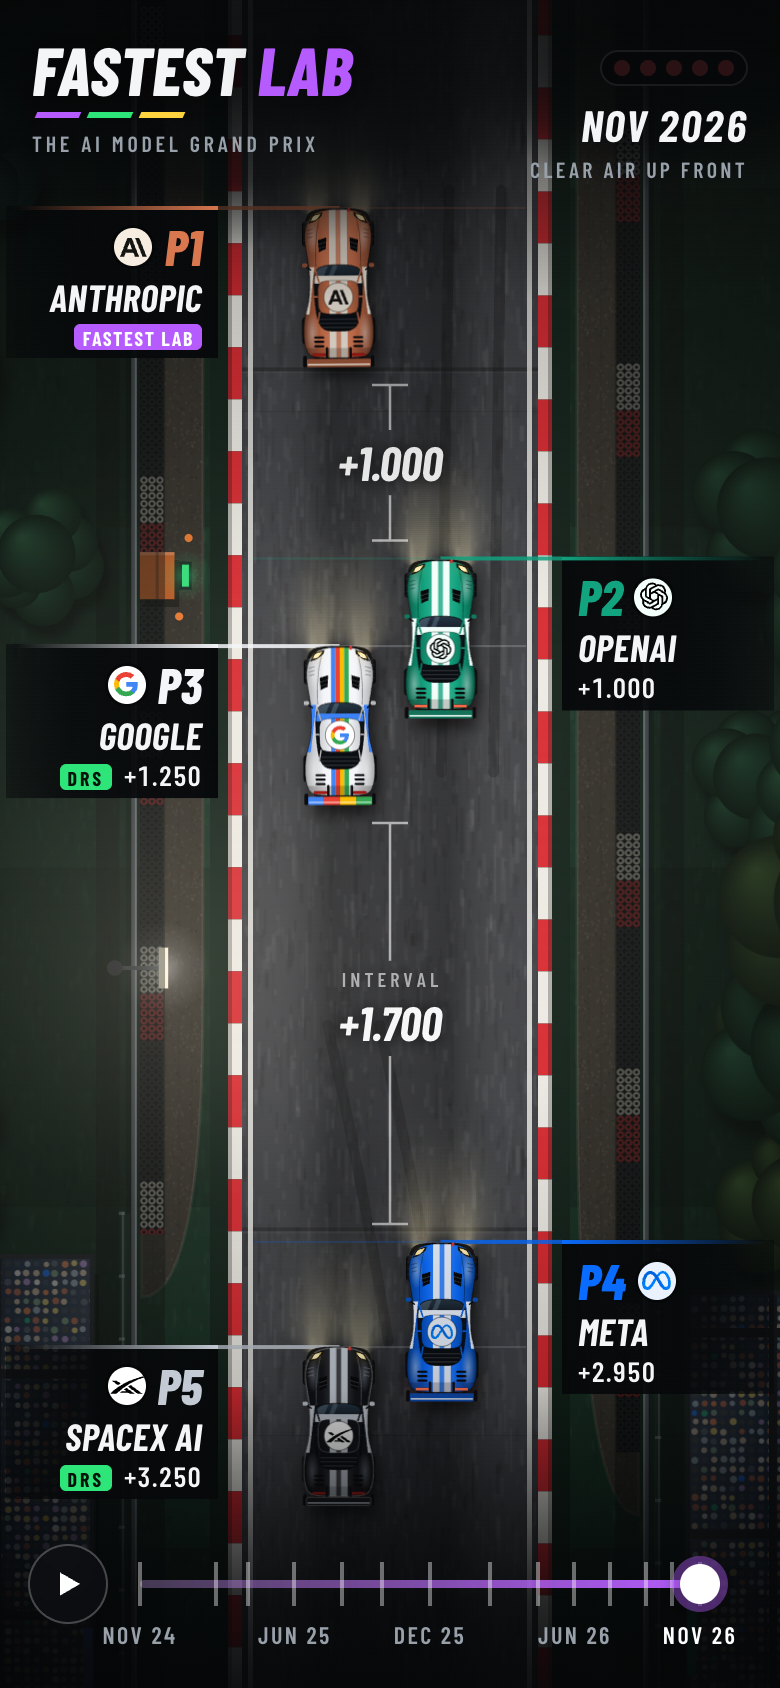 FASTEST LAB
THE AI MODEL GRAND PRIX
NOV 2026
CLEAR AIR UP FRONT
P1
ANTHROPIC
FASTEST LAB
+1.000
P2
OPENAI
+1.000
P3
GOOGLE
DRS +1.250
INTERVAL
+1.700
P4
META
+2.950
P5
SPACEX AI
DRS +3.250
NOV 24 JUN 25 DEC 25 JUN 26 NOV 26